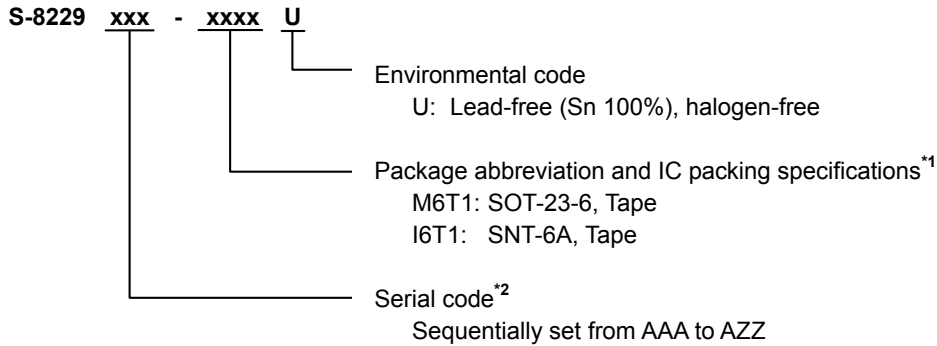 S-8229 xxx - xxxx U
Environmental code
U: Lead-free (Sn 100%), halogen-free
Package abbreviation and IC packing specifications*1
M6T1: SOT-23-6, Tape
I6T1: SNT-6A, Tape
Serial code*2
Sequentially set from AAA to AZZ